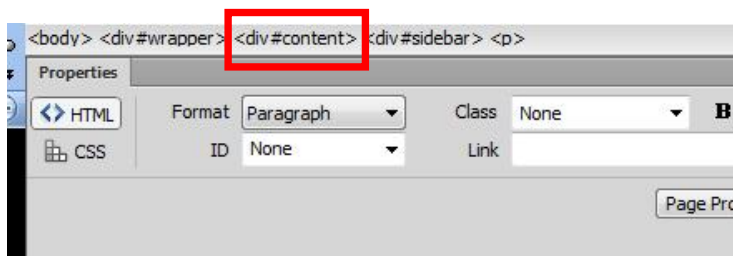 <body> <div#wrapper> <div#content> <div#sidebar> <p>
Properties
<> HTML Format Paragraph Class None B
CSS ID None Link
Page Pro